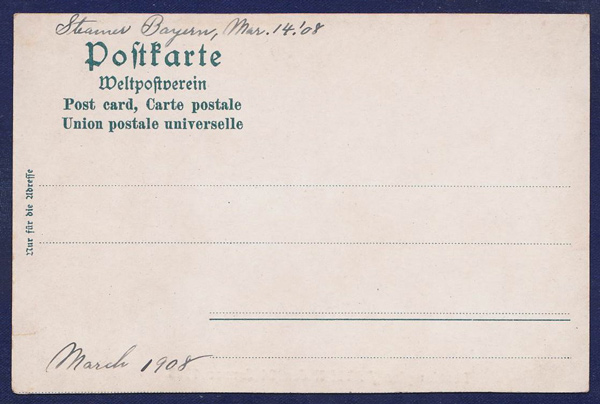 Steamer Bayern, Mar. 14.'08
Postkarte
Weltpostverein
Post card, Carte postale
Union postale universelle
Nur für die Adresse
March 1908